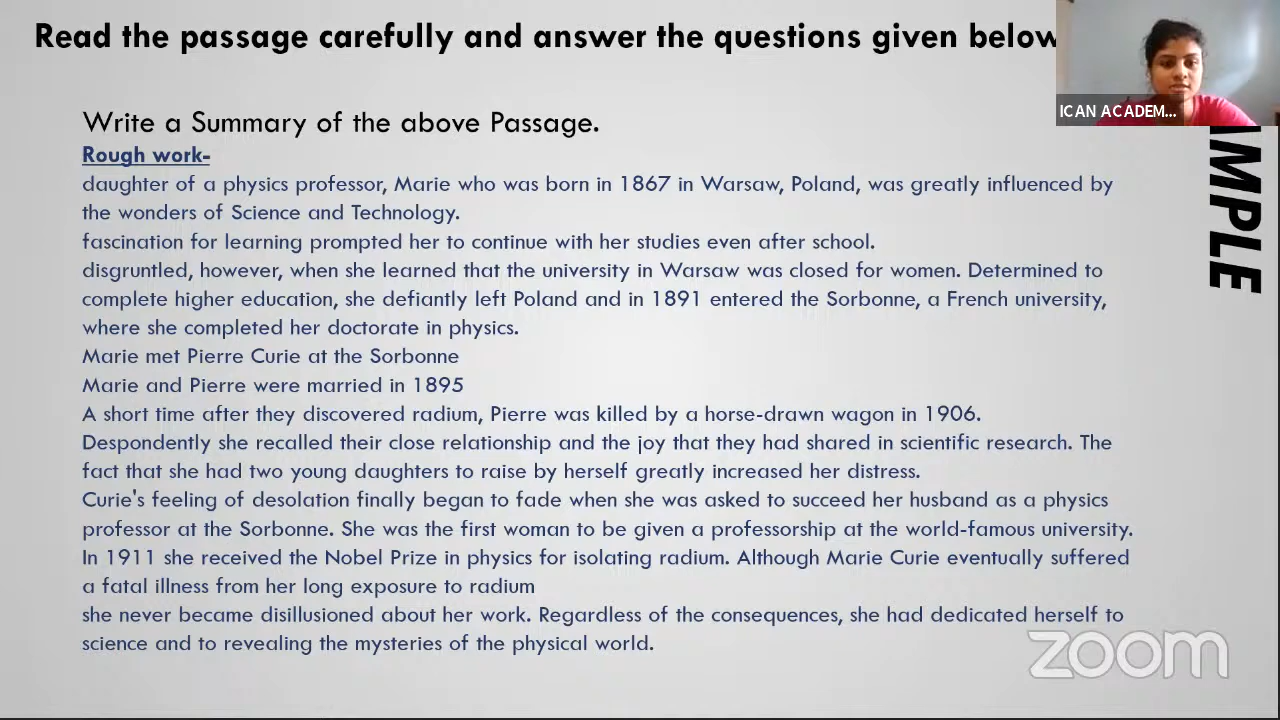 Read the passage carefully and answer the questions given below
ICAN ACADEM...
Write a Summary of the above Passage.
Rough work-
daughter of a physics professor, Marie who was born in 1867 in Warsaw, Poland, was greatly influenced by
the wonders of Science and Technology.
fascination for learning prompted her to continue with her studies even after school.
disgruntled, however, when she learned that the university in Warsaw was closed for women. Determined to
complete higher education, she defiantly left Poland and in 1891 entered the Sorbonne, a French university,
where she completed her doctorate in physics.
Marie met Pierre Curie at the Sorbonne
Marie and Pierre were married in 1895
A short time after they discovered radium, Pierre was killed by a horse-drawn wagon in 1906.
Despondently she recalled their close relationship and the joy that they had shared in scientific research. The
fact that she had two young daughters to raise by herself greatly increased her distress.
Curie's feeling of desolation finally began to fade when she was asked to succeed her husband as a physics
professor at the Sorbonne. She was the first woman to be given a professorship at the world-famous university.
In 1911 she received the Nobel Prize in physics for isolating radium. Although Marie Curie eventually suffered
a fatal illness from her long exposure to radium
she never became disillusioned about her work. Regardless of the consequences, she had dedicated herself to
science and to revealing the mysteries of the physical world.
AMPLE
zoom